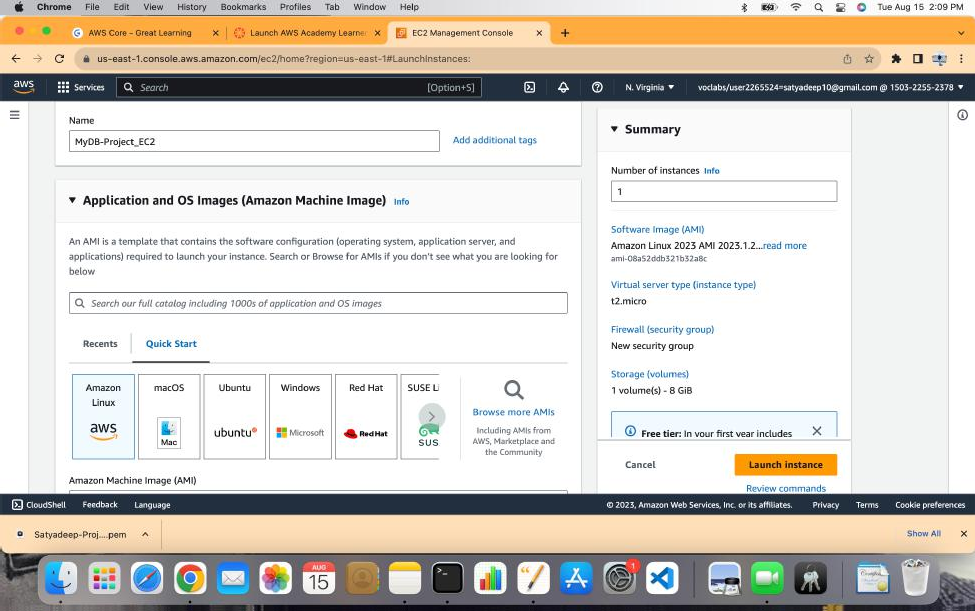 Chrome File Edit View History Bookmarks Profiles Tab Window Help Tue Aug 15 2:09 PM
AWS Core - Great Learning Launch AWS Academy Learner EC2 Management Console
us-east-1.console.aws.amazon.com/ec2/home?region=us-east-1#LaunchInstances:
aws Services Search [Option+S] N. Virginia voclabs/user2265524=satyadeep10@gmail.com @ 1503-2255-2378
Name
MyDB-Project_EC2
Add additional tags
Application and OS Images (Amazon Machine Image) Info
An AMI is a template that contains the software configuration (operating system, application server, and
applications) required to launch your instance. Search or Browse for AMIs if you don't see what you are looking for
below
Search our full catalog including 1000s of application and OS images
Recents Quick Start
Amazon
Linux
aws
macOS
Mac
Ubuntu
ubuntu
Windows
Microsoft
Red Hat
Red Hat
SUSE Li
SUS
Browse more AMIs
Including AMIs from
AWS, Marketplace and
the Community
Amazon Machine Image (AMI)
Summary
Number of instances Info
1
Software Image (AMI)
Amazon Linux 2023 AMI 2023.1.2...read more
ami-08a52ddb321b32a8c
Virtual server type (instance type)
t2.micro
Firewall (security group)
New security group
Storage (volumes)
1 volume(s) - 8 GiB
Free tier: In your first year includes
Cancel Launch instance
Review commands
CloudShell Feedback Language © 2023, Amazon Web Services, Inc. or its affiliates. Privacy Terms Cookie preferences
Satyadeep-Proj....pem Show All
AUG
15
1